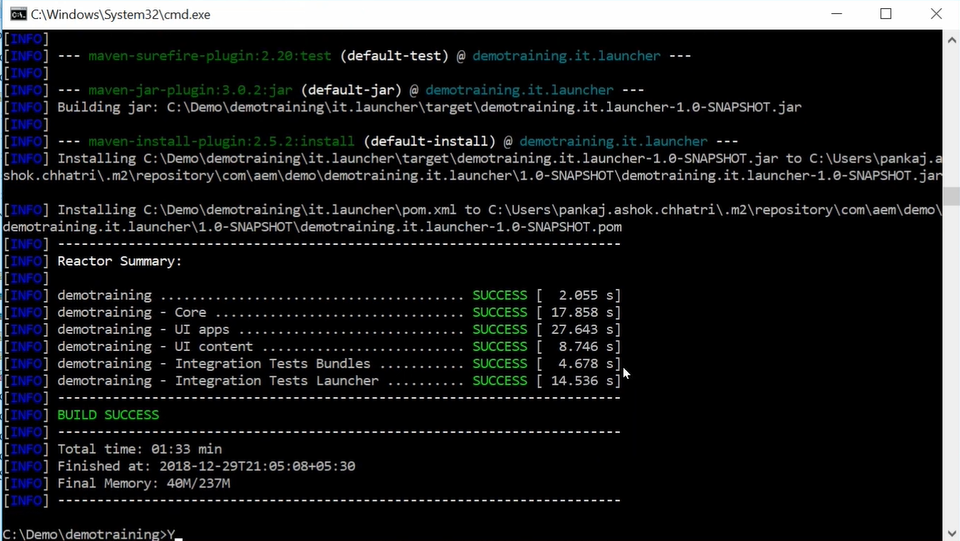 C:\Windows\System32\cmd.exe
[INFO]
[INFO] --- maven-surefire-plugin:2.20:test (default-test) @ demotraining.it.launcher ---
[INFO]
[INFO] --- maven-jar-plugin:3.0.2:jar (default-jar) @ demotraining.it.launcher ---
[INFO] Building jar: C:\Demo\demotraining\it.launcher\target\demotraining.it.launcher-1.0-SNAPSHOT.jar
[INFO]
[INFO] --- maven-install-plugin:2.5.2:install (default-install) @ demotraining.it.launcher ---
[INFO] Installing C:\Demo\demotraining\it.launcher\target\demotraining.it.launcher-1.0-SNAPSHOT.jar to C:\Users\pankaj.a
shok.chhatri\.m2\repository\com\aem\demo\demotraining.it.launcher\1.0-SNAPSHOT\demotraining.it.launcher-1.0-SNAPSHOT.jar
[INFO] Installing C:\Demo\demotraining\it.launcher\pom.xml to C:\Users\pankaj.ashok.chhatri\.m2\repository\com\aem\demo\
demotraining.it.launcher\1.0-SNAPSHOT\demotraining.it.launcher-1.0-SNAPSHOT.pom
[INFO] ------------------------------------------------------------------------
[INFO] Reactor Summary:
[INFO]
[INFO] demotraining ....................................... SUCCESS [  2.055 s]
[INFO] demotraining - Core ................................ SUCCESS [ 17.858 s]
[INFO] demotraining - UI apps ............................. SUCCESS [ 27.643 s]
[INFO] demotraining - UI content .......................... SUCCESS [  8.746 s]
[INFO] demotraining - Integration Tests Bundles ........... SUCCESS [  4.678 s]
[INFO] demotraining - Integration Tests Launcher .......... SUCCESS [ 14.536 s]
[INFO] ------------------------------------------------------------------------
[INFO] BUILD SUCCESS
[INFO] ------------------------------------------------------------------------
[INFO] Total time: 01:33 min
[INFO] Finished at: 2018-12-29T21:05:08+05:30
[INFO] Final Memory: 40M/237M
[INFO] ------------------------------------------------------------------------
C:\Demo\demotraining>Y_